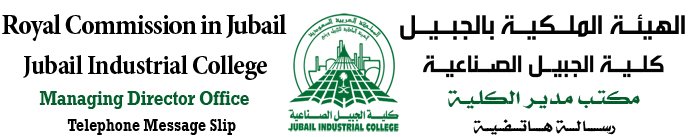 Royal Commission in Jubail
Jubail Industrial College
Managing Director Office
Telephone Message Slip
كلية الجبيل الصناعية
JUBAIL INDUSTRIAL COLLEGE
الهيئة الملكية بالجبيل
كلية الجبيل الصناعية
مكتب مدير الكلية
رسالة هاتفية